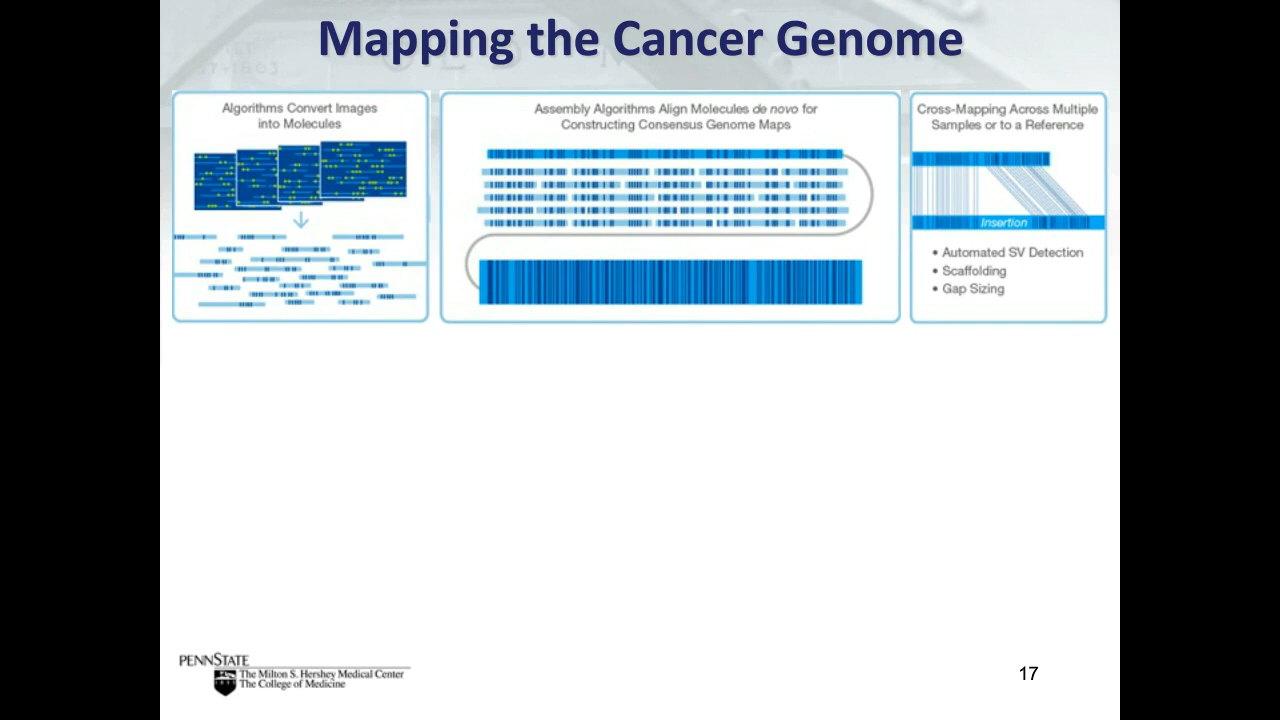 Mapping the Cancer Genome
Algorithms Convert Images
into Molecules
Assembly Algorithms Align Molecules de novo for
Constructing Consensus Genome Maps
Cross-Mapping Across Multiple
Samples or to a Reference
Insertion
• Automated SV Detection
• Scaffolding
• Gap Sizing
PENNSTATE
The Milton S. Hershey Medical Center
The College of Medicine
17